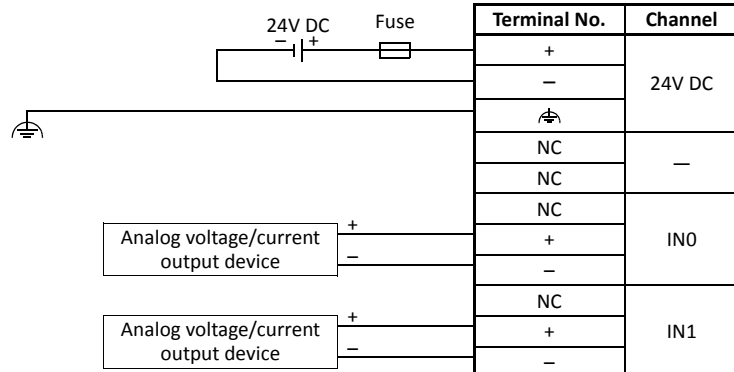 24V DC
Fuse
– +
Terminal No. Channel
+
–
24V DC
NC
NC
—
NC
+
–
IN0
NC
+
–
IN1
Analog voltage/current
output device
+
–
Analog voltage/current
output device
+
–